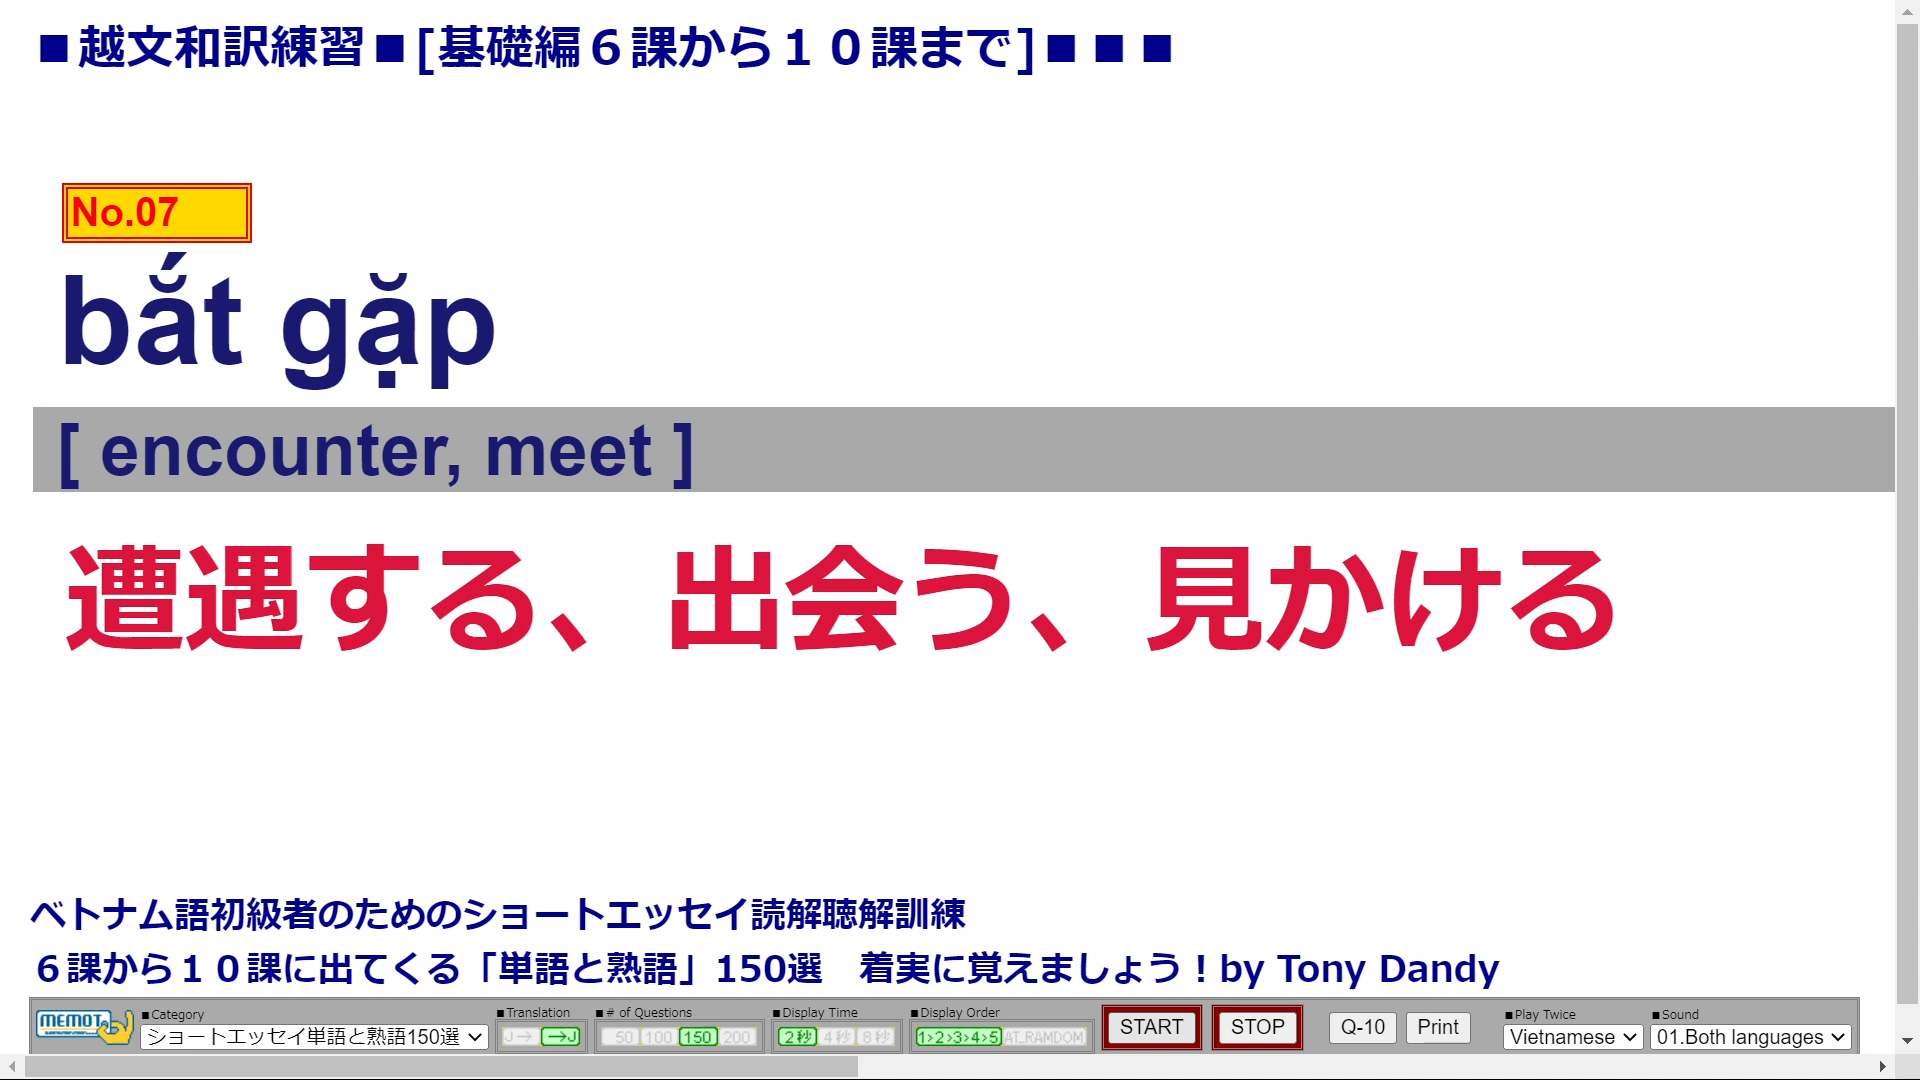 ■越文和訳練習■[基礎編６課から１０課まで]■ ■ ■
No.07
bắt gặp
[ encounter, meet ]
遭遇する、出会う、見かける
ベトナム語初級者のためのショートエッセイ読解聴解訓練
６課から１０課に出てくる「単語と熟語」150選　着実に覚えましょう！by Tony Dandy
■Category ■Translation ■# of Questions ■Display Time ■Display Order ■Play Twice ■Sound
MEMOT ショートエッセイ単語と熟語150選 J→ →J 50 100 150 200 2秒 4秒 8秒 1>2>3>4>5 AT_RAMDOM START STOP Q-10 Print Vietnamese 01.Both languages